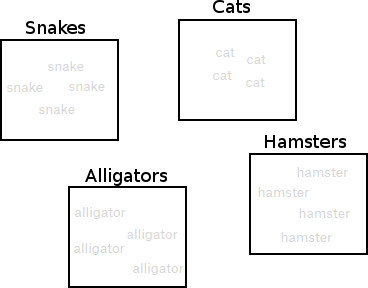 Snakes
snake
snake
snake
snake
Cats
cat
cat
cat
cat
Alligators
alligator
alligator
alligator
alligator
Hamsters
hamster
hamster
hamster
hamster